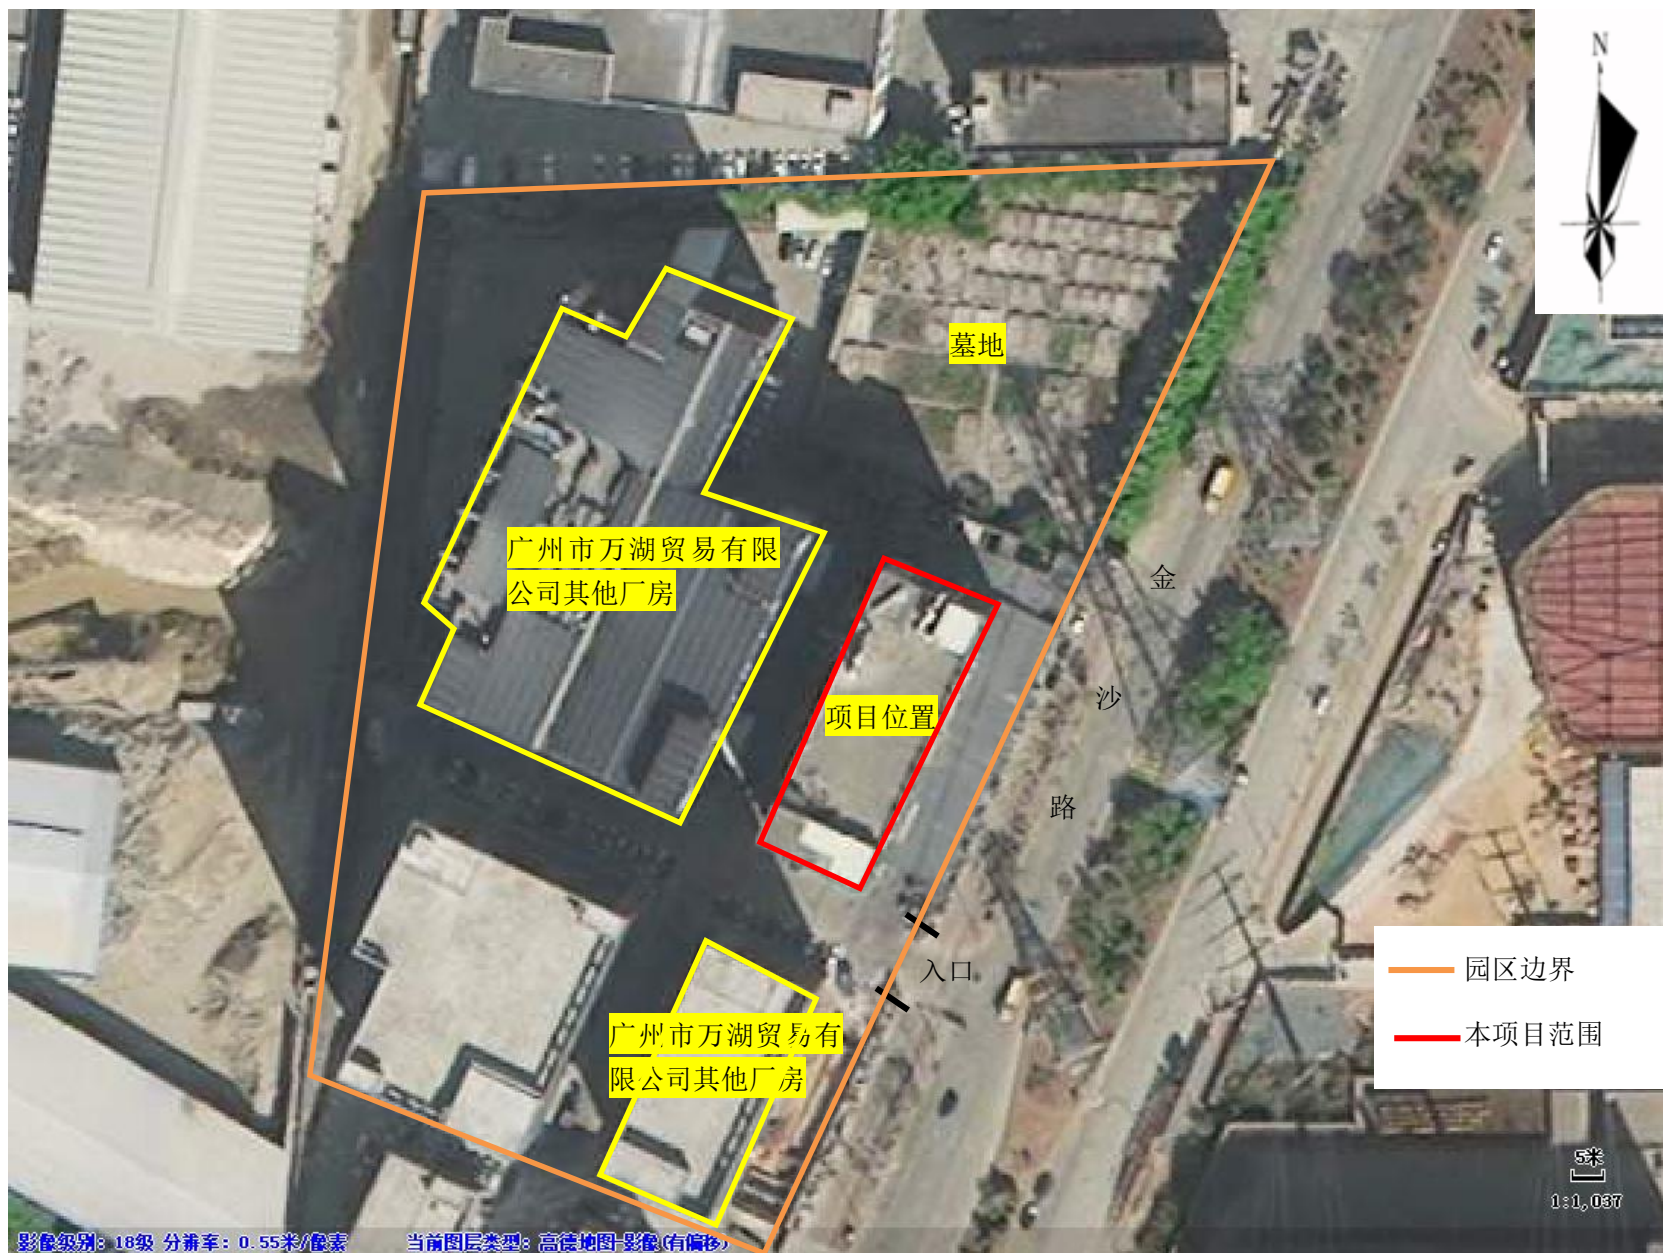 N
墓地
广州市万湖贸易有限
公司其他厂房
金
项目位置
沙
路
入口
园区边界
广州市万湖贸易有
限公司其他厂房
本项目范围
5米
1:1,037
影像级别：18级 分辨率：0.55米/像素 当前图层类型：高德地图-影像(有偏移)